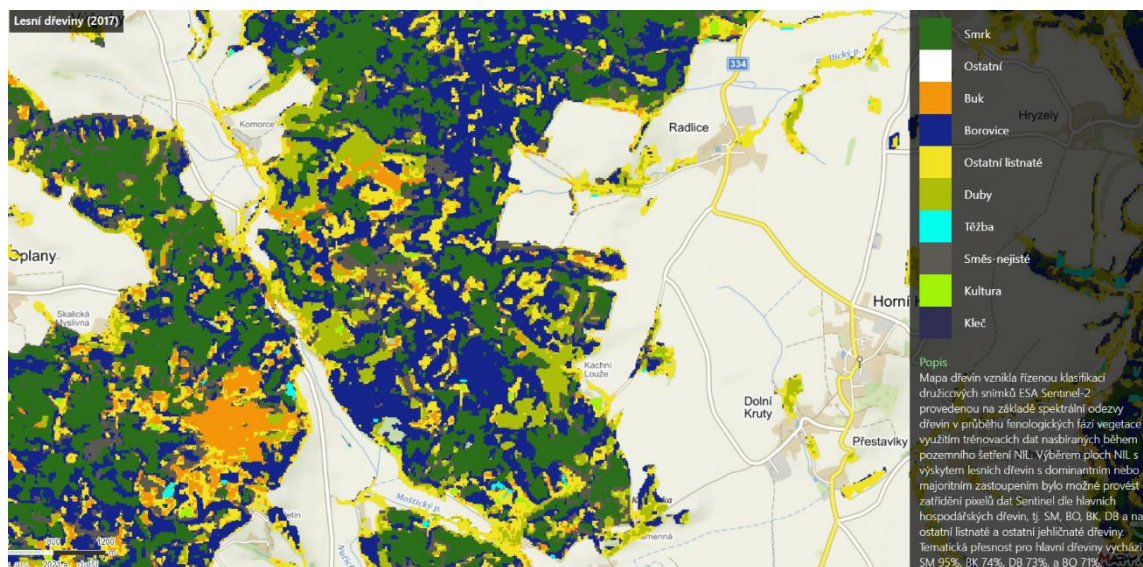 Lesní dřeviny (2017)
Komorce
Oplany
Skalická
Myslivna
334
Radlice
Hryzely
Kachní
Louže
Dolní
Kruty
Přestavlky
Horní
Moštický p.
1200
Smrk
Ostatní
Buk
Borovice
Ostatní listnaté
Duby
Těžba
Směs-nejisté
Kultura
Kleč
Popis
Mapa dřevin vznikla řízenou klasifikací
družicových snímků ESA Sentinel-2
provedenou na základě spektrální odezvy
dřevin v průběhu fenologických fází vegetace
využitím trénovacích dat nasbíraných během
pozemního šetření NIL. Výběrem ploch NIL s
výskytem lesních dřevin s dominantním nebo
majoritním zastoupením bylo možné provést
zatřídění pixelů dat Sentinel dle hlavních
hospodářských dřevin, tj. SM, BO, BK, DB a na
ostatní listnaté a ostatní jehličnaté dřeviny.
Tematická přesnost pro hlavní dřeviny vychází
SM 95%, BK 74%, DB 73%, a BO 71%